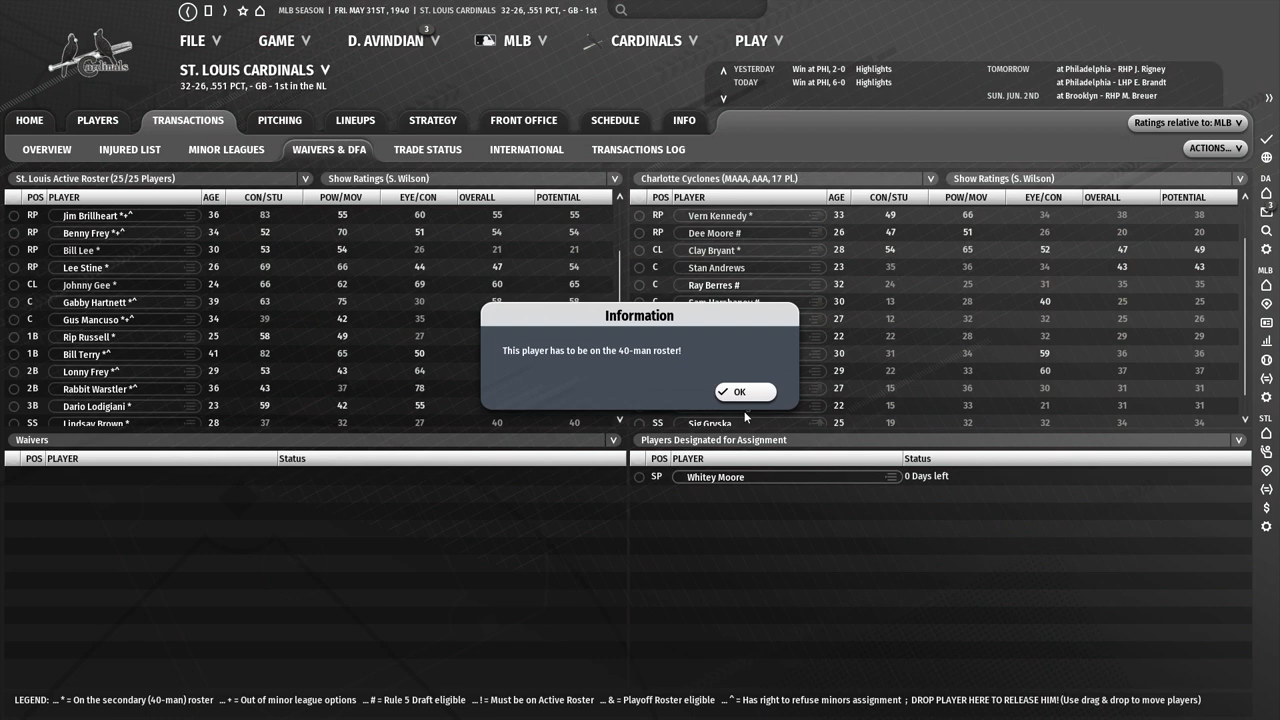 MLB SEASON | FRI. MAY 31ST , 1940 | ST. LOUIS CARDINALS 32-26, .551 PCT, - GB - 1st
FILE GAME D. AVINDIAN 3 MLB CARDINALS PLAY
Cardinals
ST. LOUIS CARDINALS
32-26, .551 PCT, - GB - 1st in the NL
YESTERDAY Win at PHI, 2-0 Highlights TOMORROW at Philadelphia - RHP J. Rigney
TODAY Win at PHI, 6-0 Highlights at Philadelphia - LHP E. Brandt
SUN. JUN. 2ND at Brooklyn - RHP M. Breuer
HOME PLAYERS TRANSACTIONS PITCHING LINEUPS STRATEGY FRONT OFFICE SCHEDULE INFO Ratings relative to: MLB
OVERVIEW INJURED LIST MINOR LEAGUES WAIVERS & DFA TRADE STATUS INTERNATIONAL TRANSACTIONS LOG ACTIONS...
St. Louis Active Roster (25/25 Players) Show Ratings (S. Wilson) Charlotte Cyclones (MAAA, AAA, 17 Pl.) Show Ratings (S. Wilson)
POS PLAYER AGE CON/STU POW/MOV EYE/CON OVERALL POTENTIAL POS PLAYER AGE CON/STU POW/MOV EYE/CON OVERALL POTENTIAL
RP Jim Brillheart *+^ 36 83 55 60 55 55 RP Vern Kennedy * 33 49 66 34 38 38
RP Benny Frey *+^ 34 52 70 51 54 54 RP Dee Moore # 26 47 51 26 20 20
RP Bill Lee * 30 53 54 26 21 21 CL Clay Bryant * 28 54 65 52 47 49
RP Lee Stine * 26 69 66 44 47 54 C Stan Andrews 23 35 36 34 43 43
CL Johnny Gee * 24 66 62 69 60 65 C Ray Berres # 32 24 25 31 35 35
C Gabby Hartnett *^ 39 63 75 30 58 58 C Sam Harshaney # 30 13 28 40 25 25
C Gus Mancuso *+^ 34 39 42 35 27 12 32 32 26 26
1B Rip Russell * 25 58 49 27 22 22 28 32 29 29
1B Bill Terry *^ 41 82 65 50 30 31 34 59 36 36
2B Lonny Frey *^ 29 53 43 64 29 22 33 60 37 37
2B Rabbit Warstler *^ 36 43 37 78 27 15 36 30 31 31
3B Dario Lodigiani * 23 59 42 55 22 15 33 21 31 31
SS Lindsay Brown * 28 37 32 27 40 40 SS Sig Gryska 25 19 32 32 34 34
Information
This player has to be on the 40-man roster!
OK
Waivers Players Designated for Assignment
POS PLAYER Status POS PLAYER Status
SP Whitey Moore 0 Days left
DA
3
MLB
STL
LEGEND: ... * = On the secondary (40-man) roster ... + = Out of minor league options ... # = Rule 5 Draft eligible ... ! = Must be on Active Roster ... & = Playoff Roster eligible ... ^ = Has right to refuse minors assignment ; DROP PLAYER HERE TO RELEASE HIM! (Use drag & drop to move players)